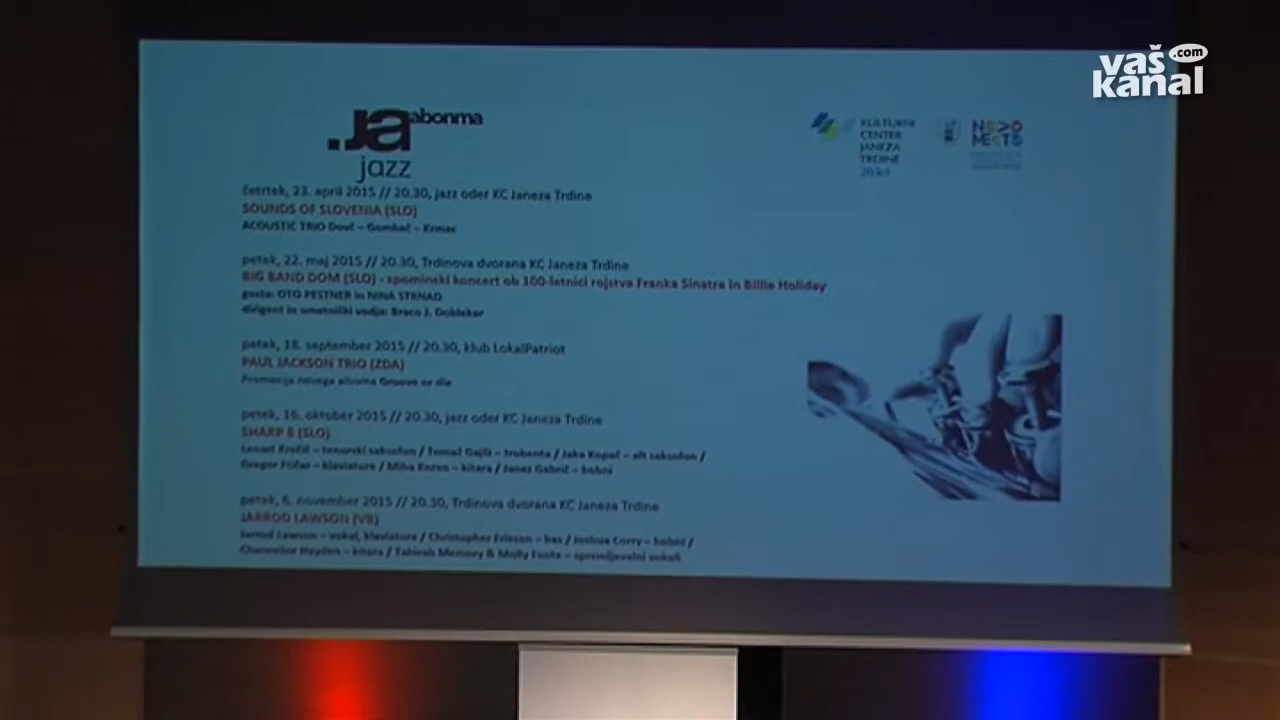 vaš
.com
kanal
.ja abonma
jazz
KULTURNI
CENTER
JANEZA
TRDINE
20 let
NOVO
MESTO
četrtek, 23. april 2015 // 20.30, jazz oder KC Janeza Trdine
SOUNDS OF SLOVENIA (SLO)
ACOUSTIC TRIO Dovč – Gombač – Krmac
petek, 22. maj 2015 // 20.30, Trdinova dvorana KC Janeza Trdine
BIG BAND DOM (SLO) - spominski koncert ob 100-letnici rojstva Franka Sinatre in Billie Holiday
gosta: OTO PESTNER in NINA STRNAD
dirigent in umetniški vodja: Braco J. Doblekar
petek, 18. september 2015 // 20.30, klub LokalPatriot
PAUL JACKSON TRIO (ZDA)
Promocija novega albuma Groove or die
petek, 16. oktober 2015 // 20.30, jazz oder KC Janeza Trdine
SHARP 6 (SLO)
Lenart Krečič – tenorski saksofon / Tomaž Gajšt – trobenta / Jaka Kopač – alt saksofon /
Gregor Ftičar – klaviature / Miha Koren – kitara / Janez Gabrič – bobni
petek, 6. november 2015 // 20.30, Trdinova dvorana KC Janeza Trdine
JARROD LAWSON (VB)
Jarrod Lawson – vokal, klaviature / Christopher Friesen – bas / Joshua Corry – bobni /
Chancellor Hayden – kitara / Tahirah Memory & Molly Foote – spremljevalni vokali